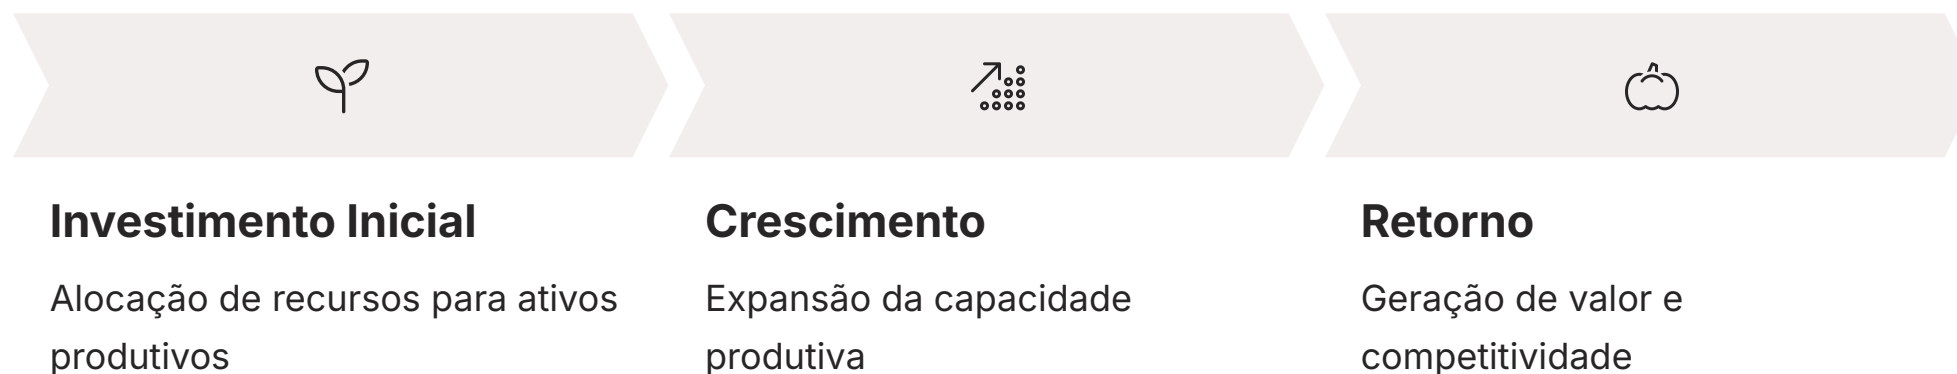 Investimento Inicial
Alocação de recursos para ativos
produtivos
Crescimento
Expansão da capacidade
produtiva
Retorno
Geração de valor e
competitividade